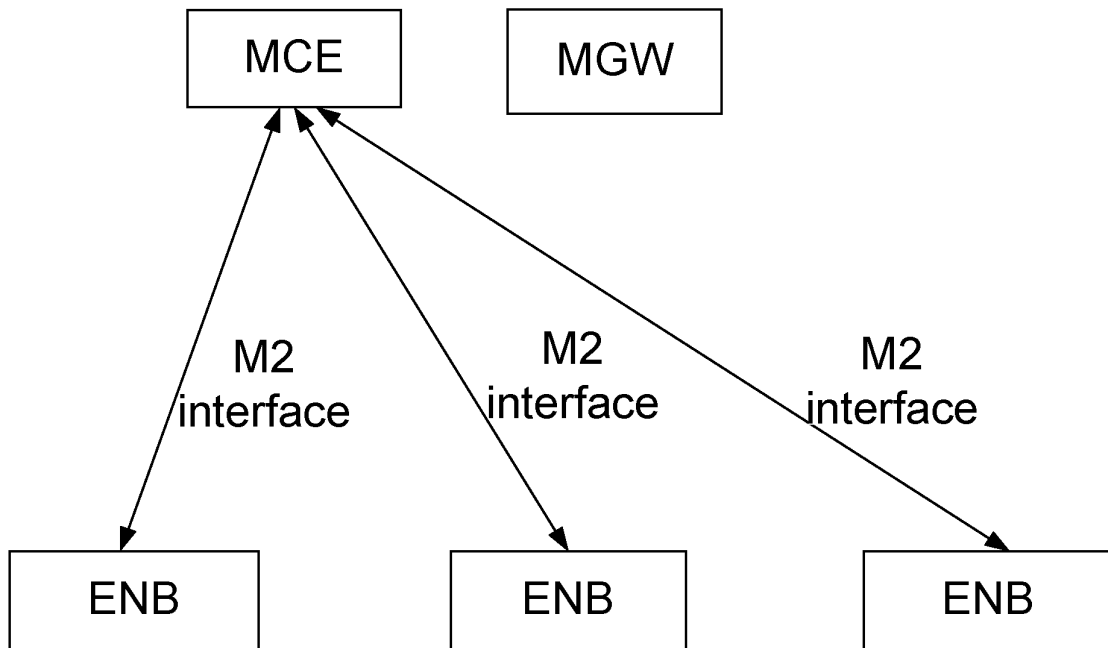 MCE
MGW
M2
interface
M2
interface
M2
interface
ENB
ENB
ENB